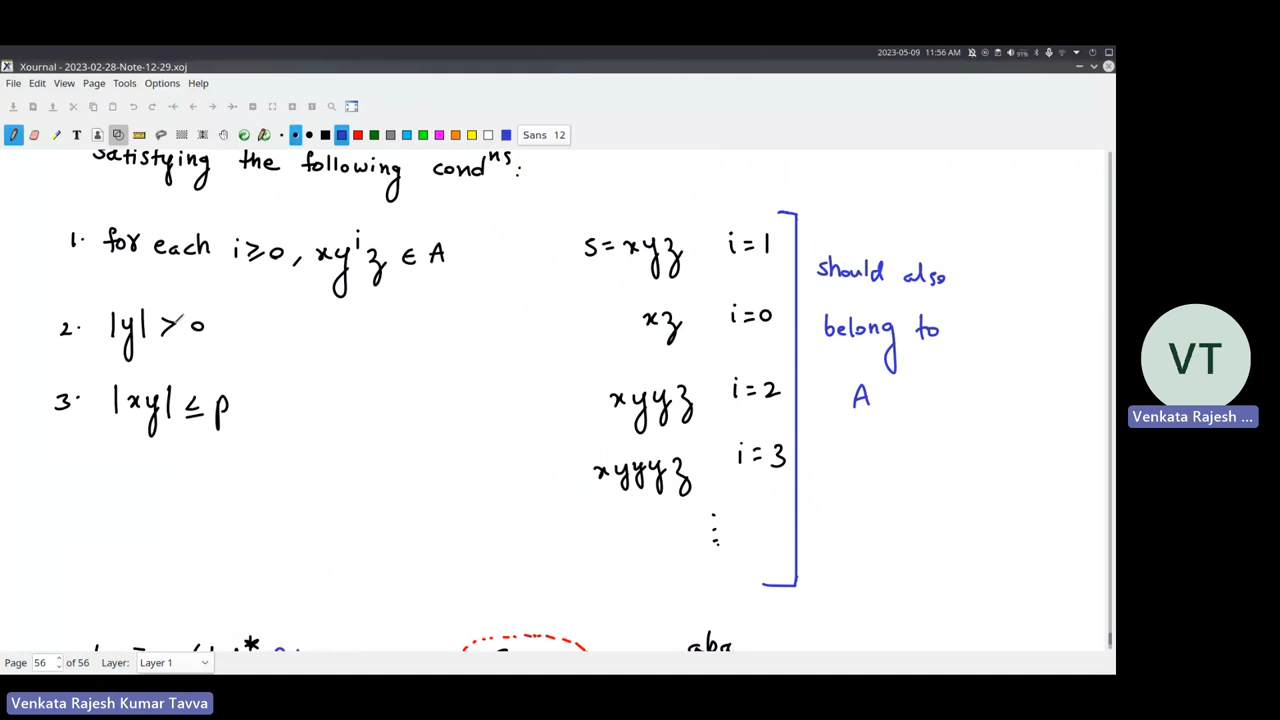 2023-05-09 11:56 AM
91%
Xournal - 2023-02-28-Note-12-29.xoj
File Edit View Page Tools Options Help
Sans 12
satisfying the following condⁿˢ:
1. for each i≥0, xyⁱz ∈ A
s=xyz i=1
xz i=0
xyyz i=2
xyyyz i=3
⋮
should also
belong to
A
2. |y| > 0
3. |xy| ≤ p
aba
Page 56 of 56 Layer: Layer 1
VT
Venkata Rajesh ...
Venkata Rajesh Kumar Tavva